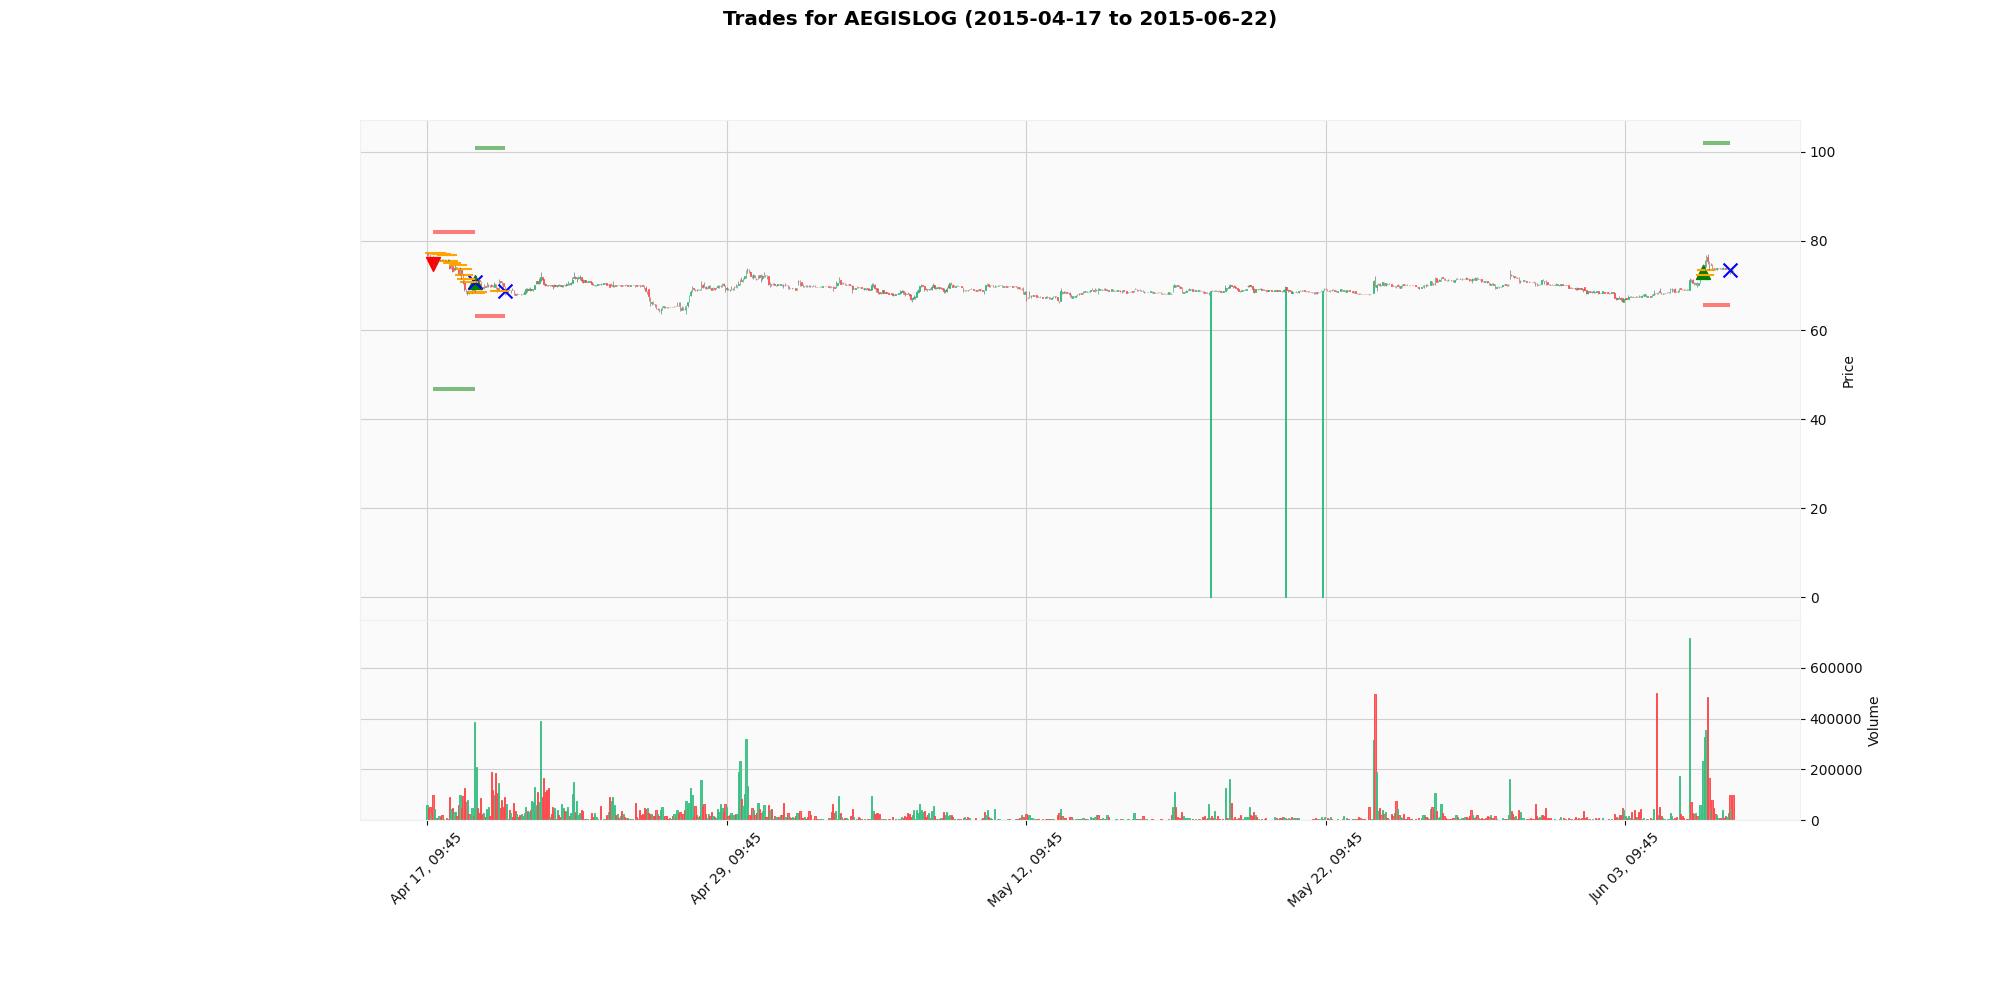 Trades for AEGISLOG (2015-04-17 to 2015-06-22)
100
80
60
40
20
0
Price
600000
400000
200000
0
Volume
Apr 17, 09:45
Apr 29, 09:45
May 12, 09:45
May 22, 09:45
Jun 03, 09:45